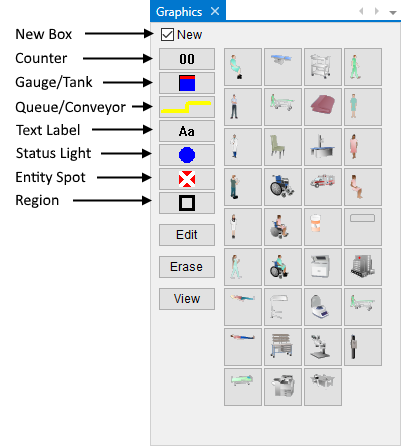 Graphics
New Box
New
Counter
00
Gauge/Tank
Queue/Conveyor
Text Label
Aa
Status Light
Entity Spot
Region
Edit
Erase
View